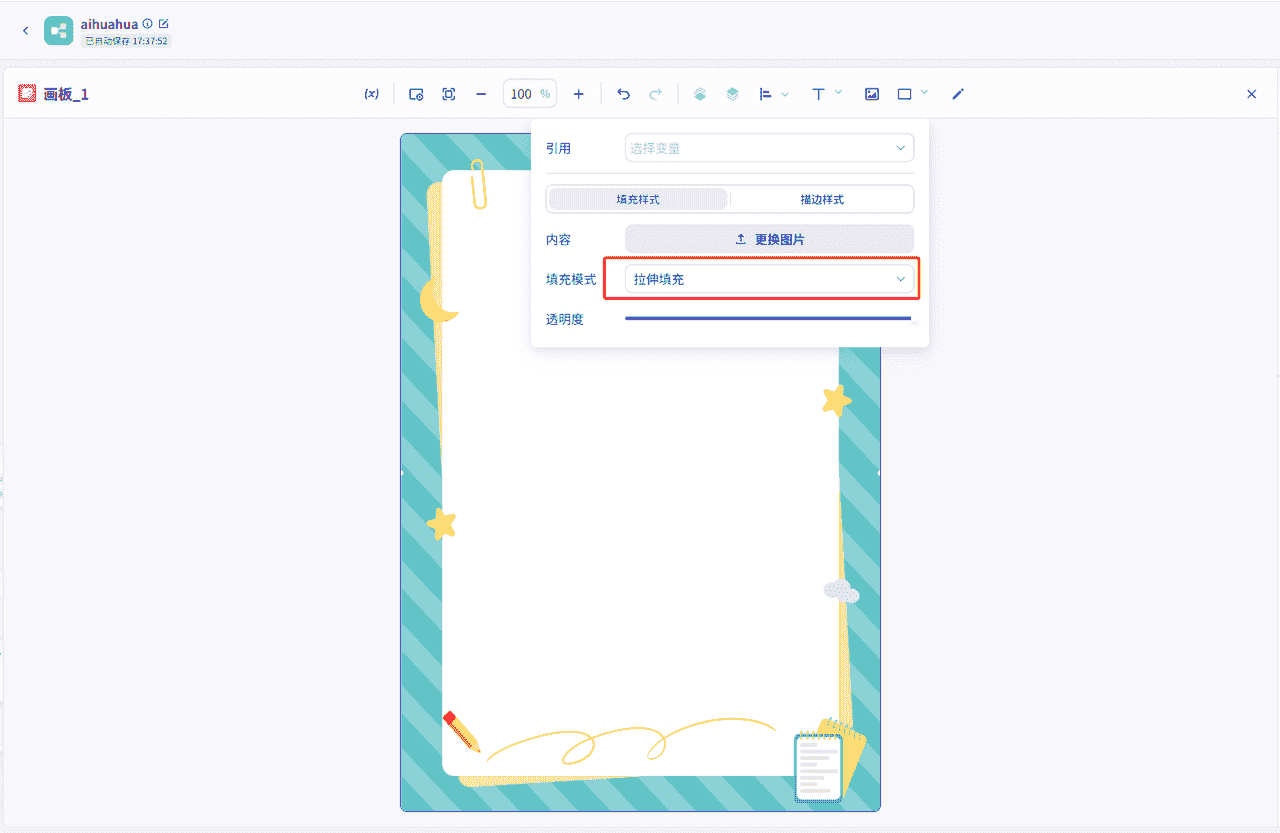 aihuahua
已自动保存 17:37:52
画板_1
(x)
100 %
T
引用
选择变量
填充样式
描边样式
内容
更换图片
填充模式
拉伸填充
透明度